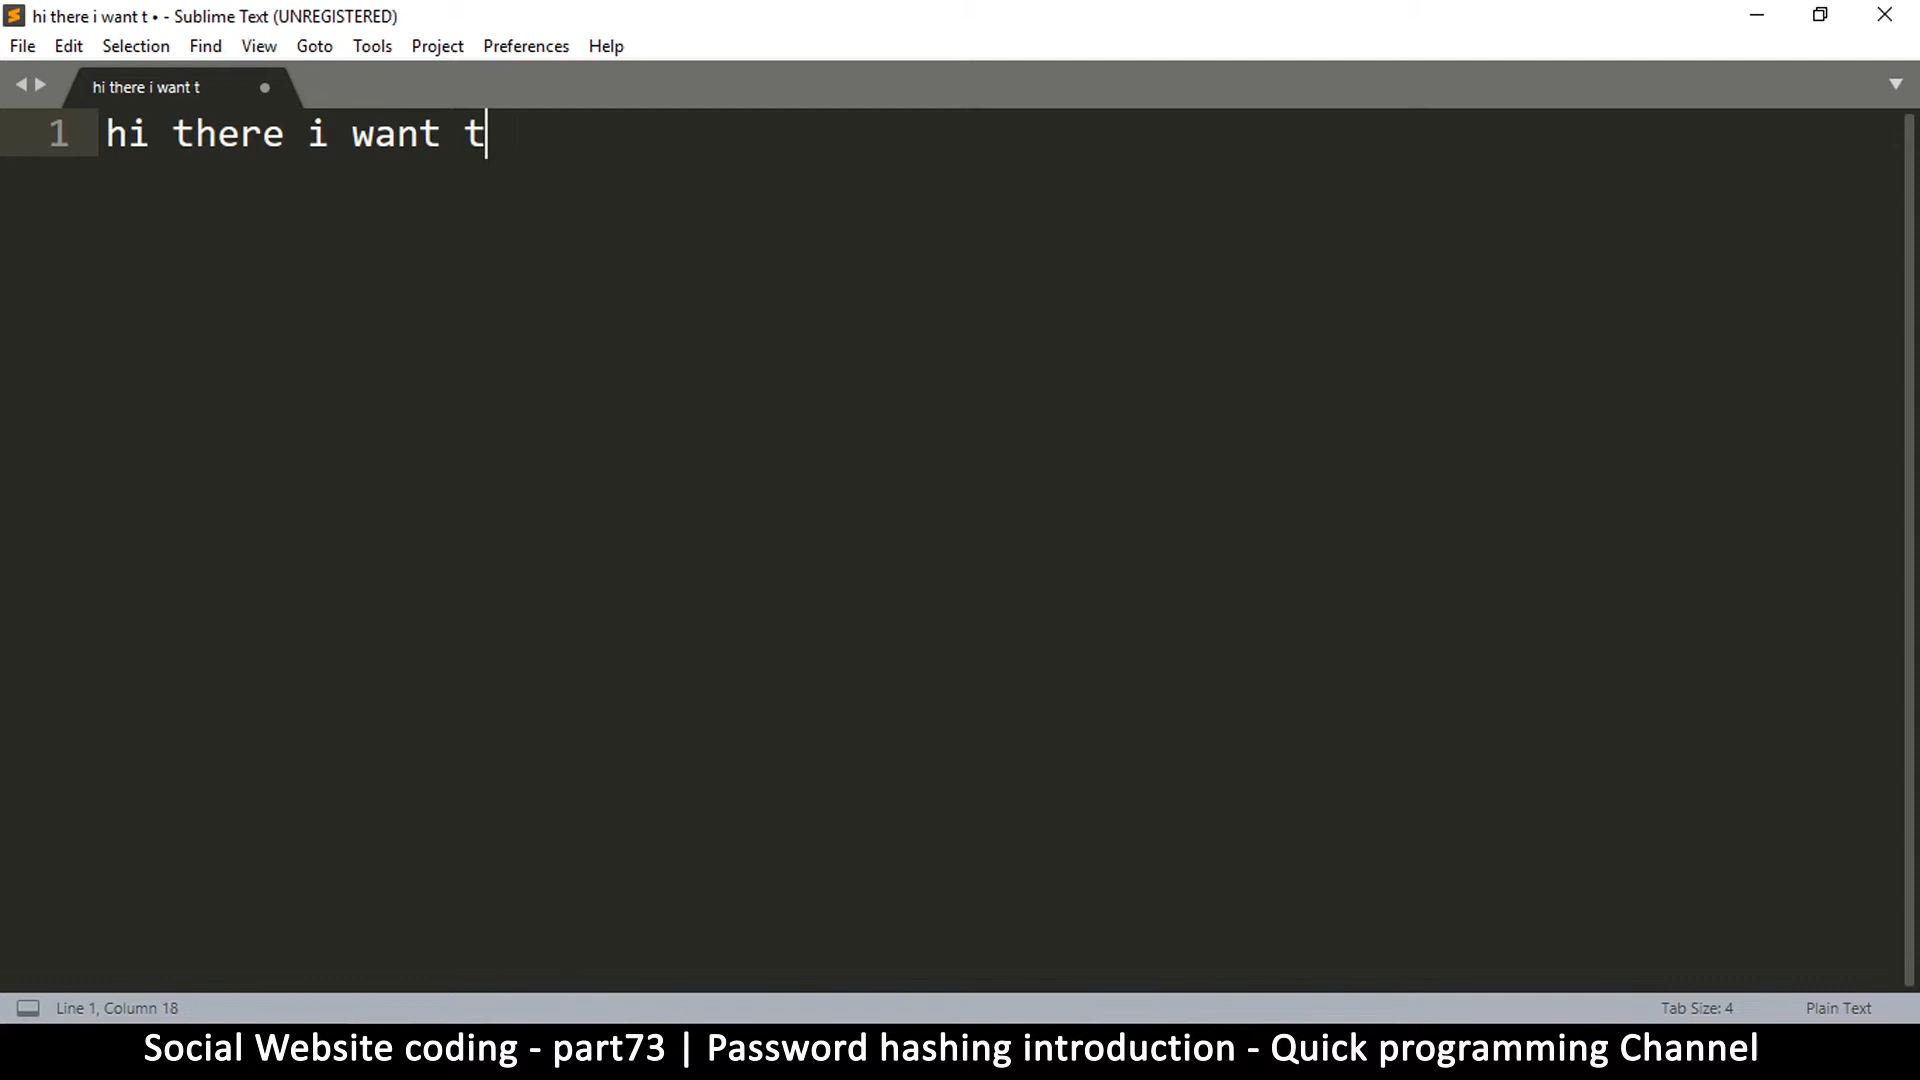 hi there i want t • - Sublime Text (UNREGISTERED)
File Edit Selection Find View Goto Tools Project Preferences Help
hi there i want t
1 hi there i want t
Line 1, Column 18 Tab Size: 4 Plain Text
Social Website coding - part73 | Password hashing introduction - Quick programming Channel